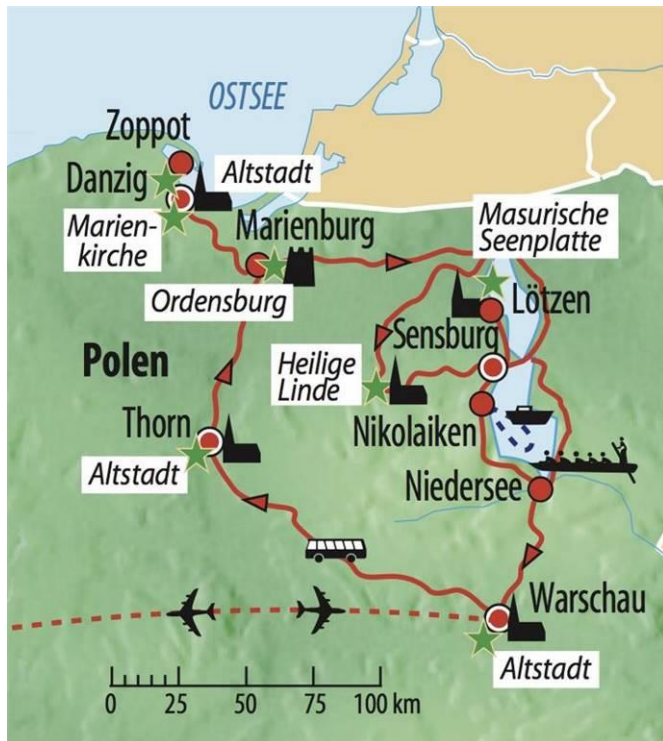 OSTSEE
Zoppot
Danzig
Altstadt
Marien-
kirche
Marienburg
Ordensburg
Masurische
Seenplatte
Lötzen
Sensburg
Polen
Heilige
Linde
Nikolaiken
Thorn
Altstadt
Niedersee
Warschau
Altstadt
0 25 50 75 100 km